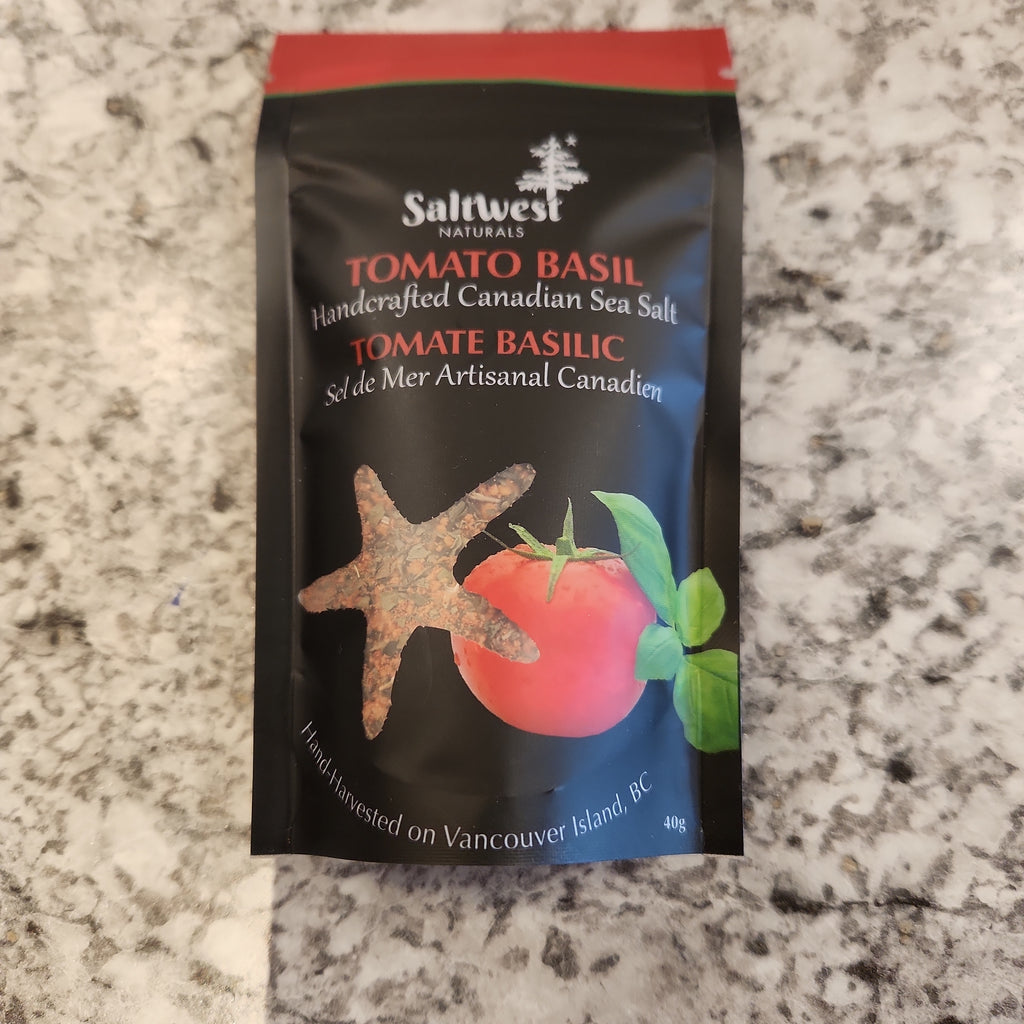 SaltWest
NATURALS
TOMATO BASIL
Handcrafted Canadian Sea Salt
TOMATE BASILIC
Sel de Mer Artisanal Canadien
Hand-Harvested on Vancouver Island, BC
40g